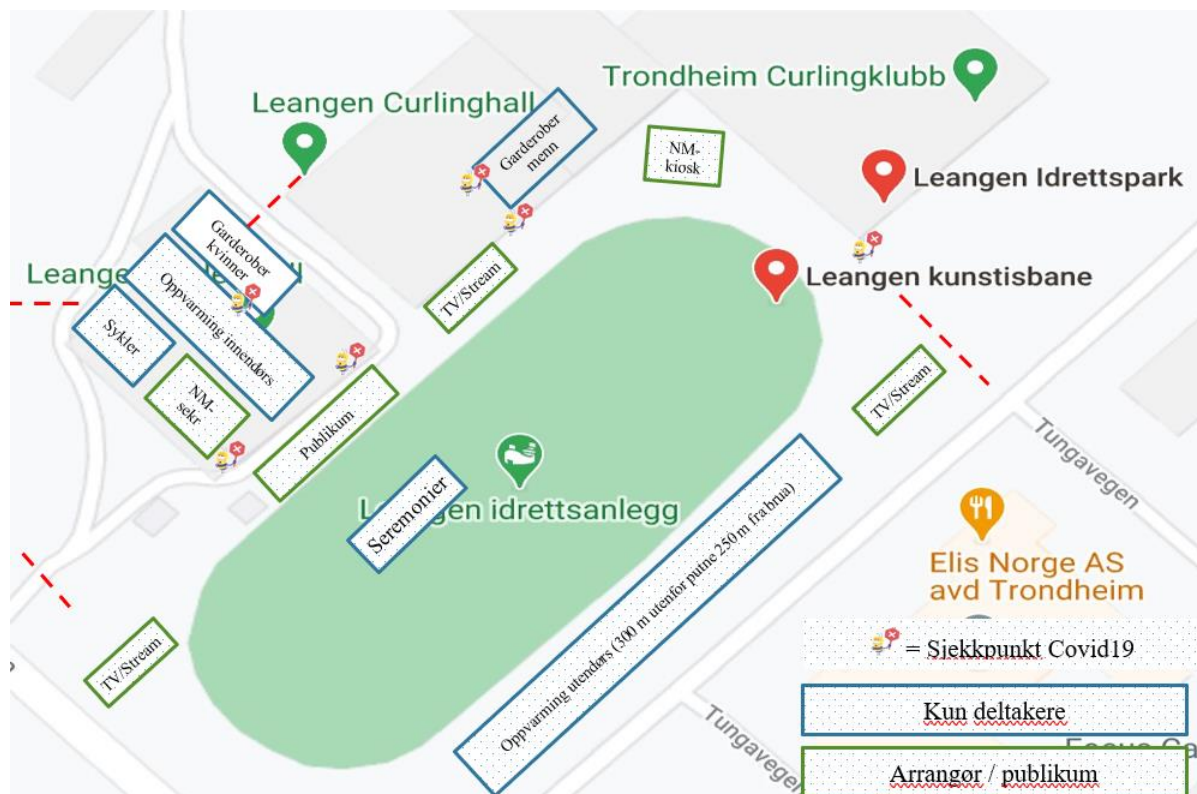 Trondheim Curlingklubb
Leangen Curlinghall
Garderober
menn
NM-
kiosk
Leangen Idrettspark
Garderober
kvinner
Leangen kunstisbane
TV/Stream
Oppvarming innendørs
Sykler
NM-
sekr
TV/Stream
Publikum
Tungavegen
idrettsanlegg
Seremonier
Oppvarming utendørs (300 m utenfor putne 250 m fra brua)
Elis Norge AS
avd Trondheim
= Sjekkpunkt Covid19
TV/Stream
Kun deltakere
Tungavegen
Arrangør / publikum